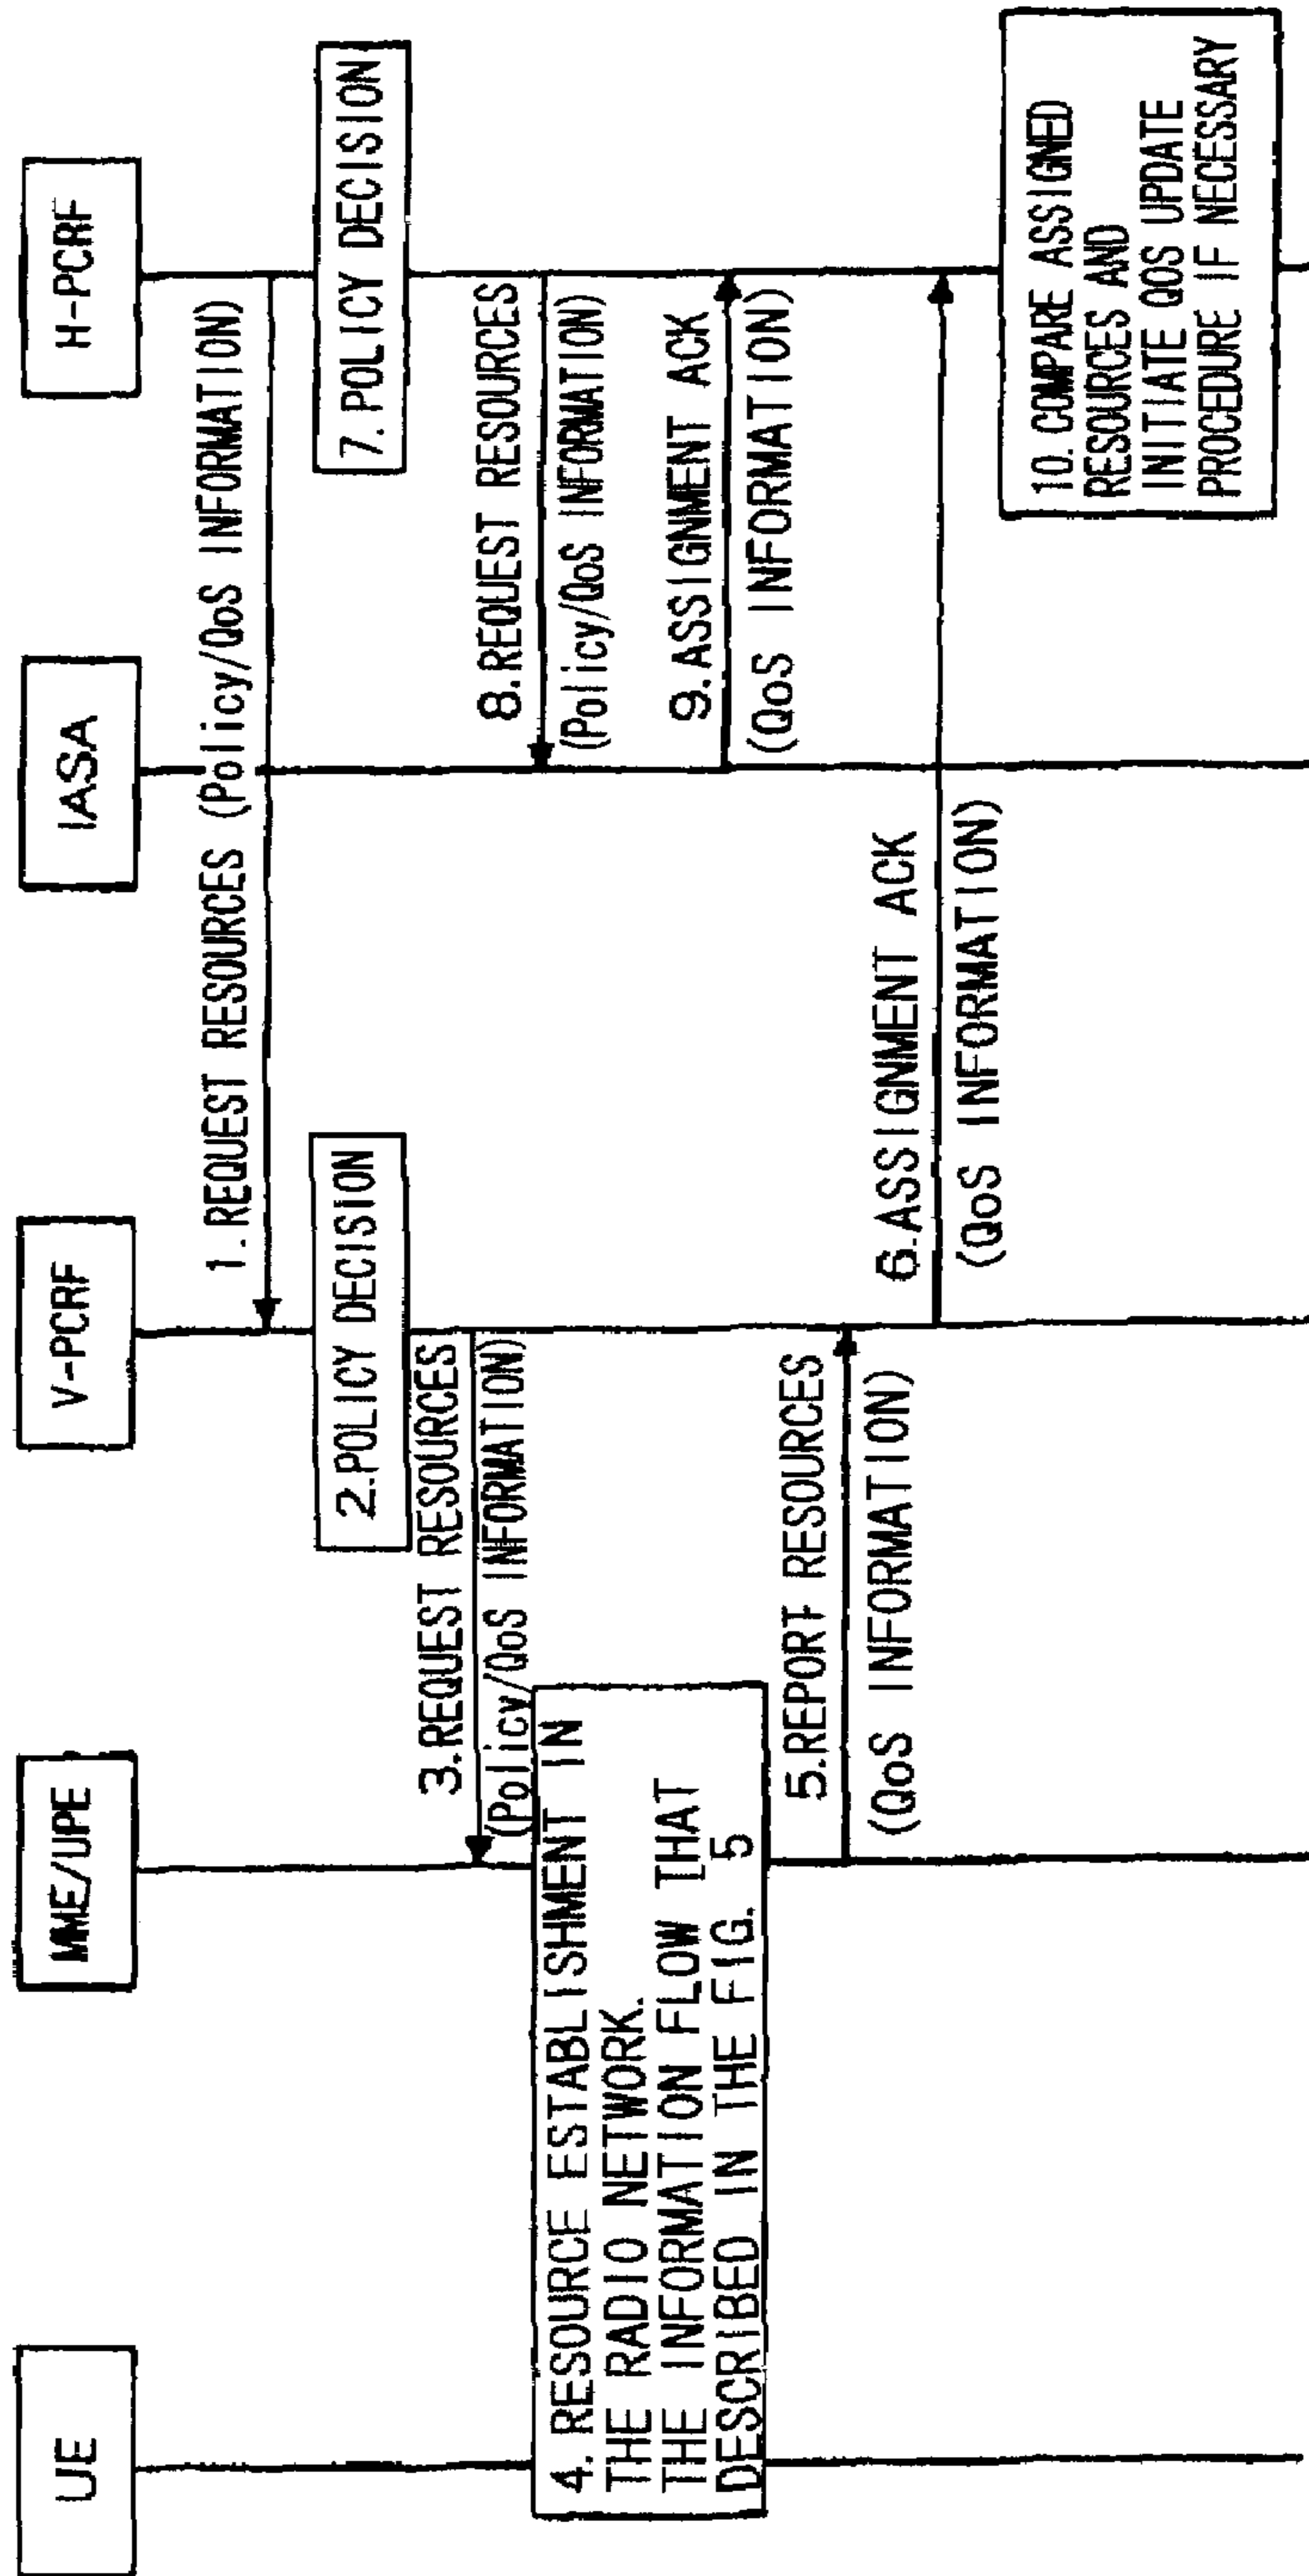 UE
MME/UPE
V-PCRF
IASA
H-PCRF
1.REQUEST RESOURCES (Policy/QoS INFORMATION)
2.POLICY DECISION
7.POLICY DECISION
3.REQUEST RESOURCES
(Policy/QoS INFORMATION)
8.REQUEST RESOURCES
(Policy/QoS INFORMATION)
4. RESOURCE ESTABLISHMENT IN
THE RADIO NETWORK.
THE INFORMATION FLOW THAT
DESCRIBED IN THE FIG. 5
9.ASSIGNMENT ACK
(QoS INFORMATION)
5.REPORT RESOURCES
(QoS INFORMATION)
6.ASSIGNMENT ACK
(QoS INFORMATION)
10. COMPARE ASSIGNED
RESOURCES AND
INITIATE QOS UPDATE
PROCEDURE IF NECESSARY